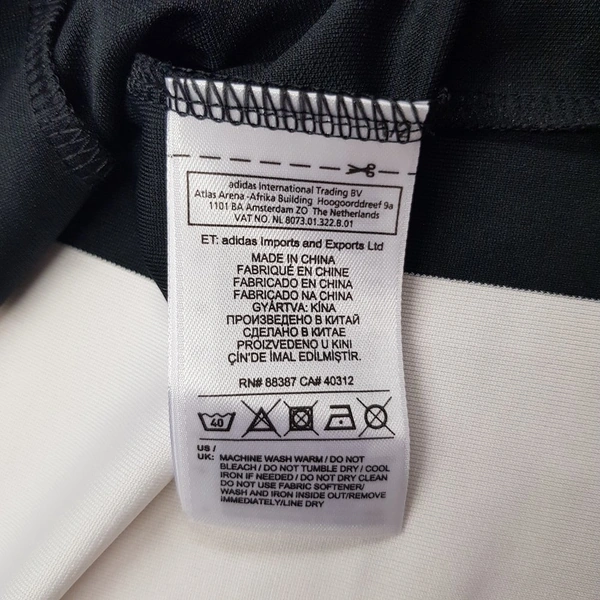 adidas International Trading BV
Atlas Arena -Afrika Building Hoogoorddreef 9a
1101 BA Amsterdam ZO The Netherlands
VAT NO. NL 8073.01.322.B.01
ET: adidas Imports and Exports Ltd
MADE IN CHINA
FABRIQUÉ EN CHINE
FABRICADO EN CHINA
FABRICADO NA CHINA
GYÁRTVA: KÍNA
ПРОИЗВЕДЕНО В КИТАЙ
СДЕЛАНО В КИТАЕ
PROIZVEDENO U KINI
ÇİN'DE İMAL EDİLMİŞTİR.
RN# 88387 CA# 40312
40
US /
UK: MACHINE WASH WARM / DO NOT
BLEACH / DO NOT TUMBLE DRY / COOL
IRON IF NEEDED / DO NOT DRY CLEAN
DO NOT USE FABRIC SOFTENER/
WASH AND IRON INSIDE OUT/REMOVE
IMMEDIATELY/LINE DRY